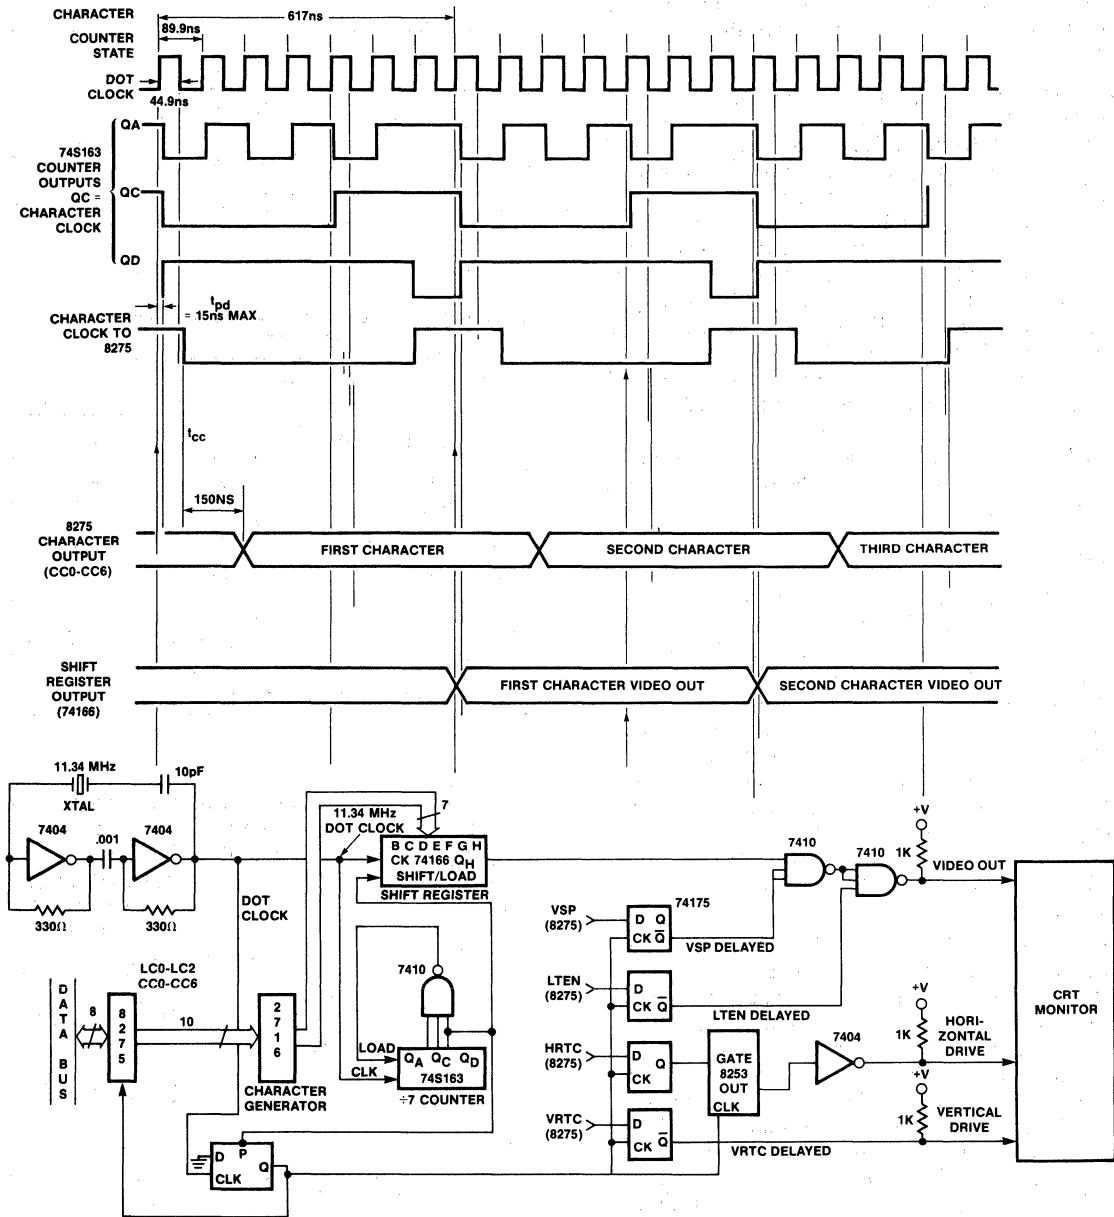 CHARACTER
617ns
89.9ns
COUNTER
STATE
DOT
CLOCK
44.9ns
QA
74S163
COUNTER
OUTPUTS
QC =
CHARACTER
CLOCK
QC
QD
tpd
= 15ns MAX
CHARACTER
CLOCK TO
8275
tCC
150NS
8275
CHARACTER
OUTPUT
(CC0-CC6)
FIRST CHARACTER
SECOND CHARACTER
THIRD CHARACTER
SHIFT
REGISTER
OUTPUT
(74166)
FIRST CHARACTER VIDEO OUT
SECOND CHARACTER VIDEO OUT
11.34 MHz
XTAL
10pF
7404
.001
7404
330Ω
330Ω
DOT
CLOCK
11.34 MHz
DOT CLOCK
7
B C D E F G H
CK 74166 QH
SHIFT/LOAD
SHIFT REGISTER
7410
LOAD
CLK
QA QC QD
74S163
÷7 COUNTER
DATA BUS
8
8275
LC0-LC2
CC0-CC6
10
2716
CHARACTER
GENERATOR
D P Q
CLK
VSP
(8275)
D Q
CK Q̅
74175
VSP DELAYED
LTEN
(8275)
D
CK Q̅
LTEN DELAYED
HRTC
(8275)
D Q
CK
GATE
8253
OUT
CLK
7404
VRTC
(8275)
D
CK Q̅
VRTC DELAYED
7410
7410
+V
1K
VIDEO OUT
+V
1K
HORI-
ZONTAL
DRIVE
+V
1K
VERTICAL
DRIVE
CRT
MONITOR